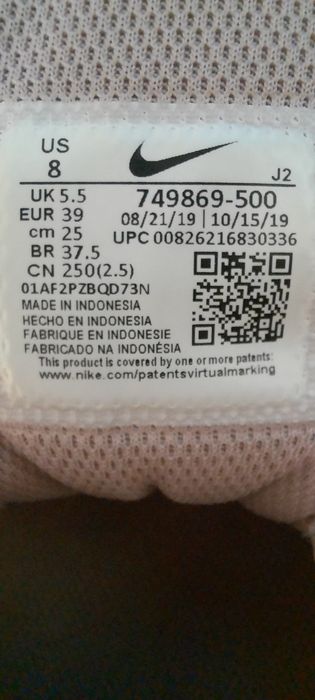 US
8
J2
UK 5.5
EUR 39
cm 25
BR 37.5
CN 250(2.5)
749869-500
08/21/19 | 10/15/19
UPC 00826216830336
01AF2PZBQD73N
MADE IN INDONESIA
HECHO EN INDONESIA
FABRIQUE EN INDONESIE
FABRICADO NA INDONÉSIA
This product is covered by one or more patents:
www.nike.com/patentsvirtualmarking